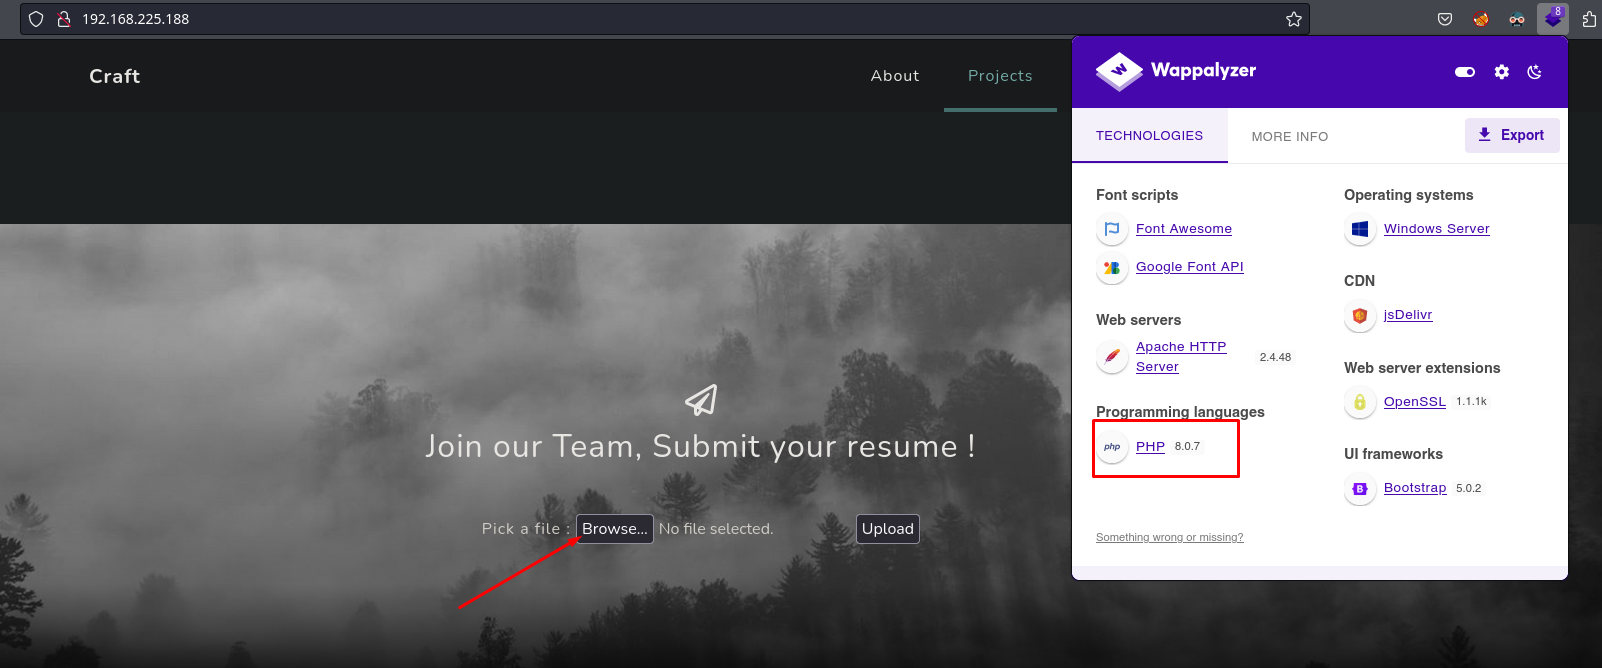 192.168.225.188
8
Craft
About
Projects
Wappalyzer
TECHNOLOGIES
MORE INFO
Export
Font scripts
Font Awesome
Google Font API
Web servers
Apache HTTP
Server
2.4.48
Programming languages
php
PHP
8.0.7
Operating systems
Windows Server
CDN
jsDelivr
Web server extensions
OpenSSL
1.1.1k
UI frameworks
B
Bootstrap
5.0.2
Something wrong or missing?
Join our Team, Submit your resume !
Pick a file : Browse... No file selected. Upload